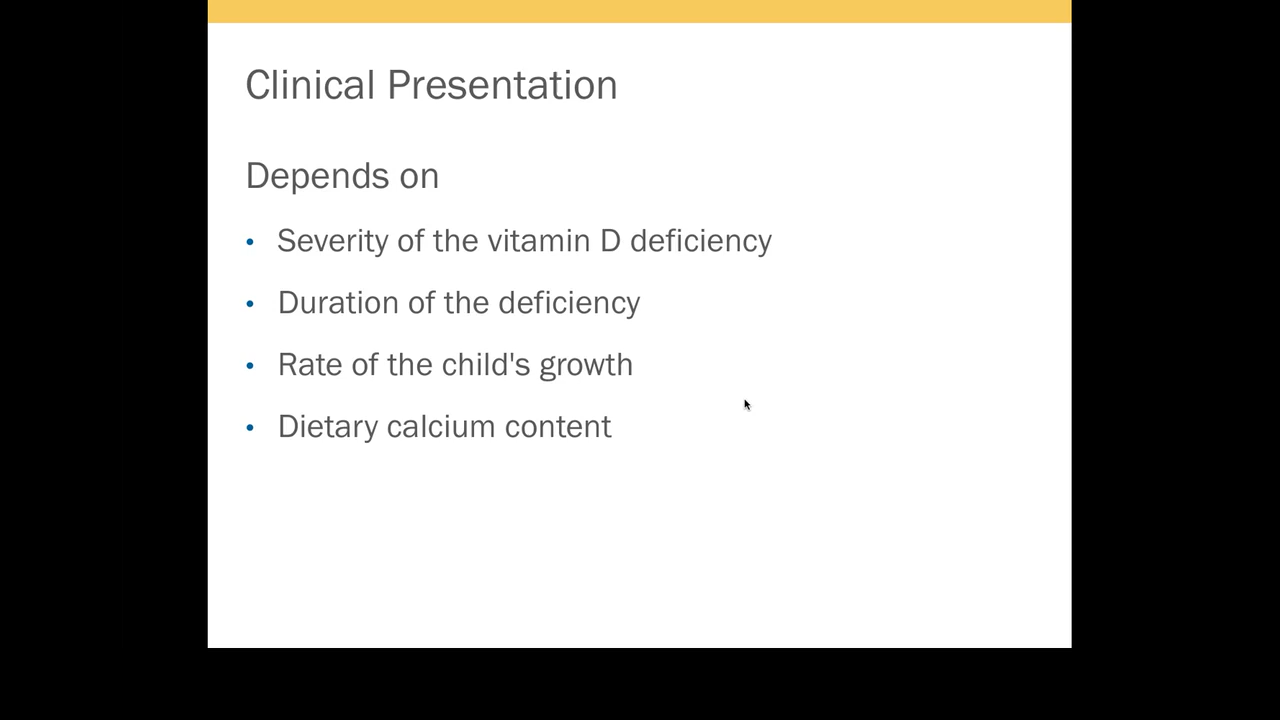 Clinical Presentation
Depends on
• Severity of the vitamin D deficiency
• Duration of the deficiency
• Rate of the child's growth
• Dietary calcium content